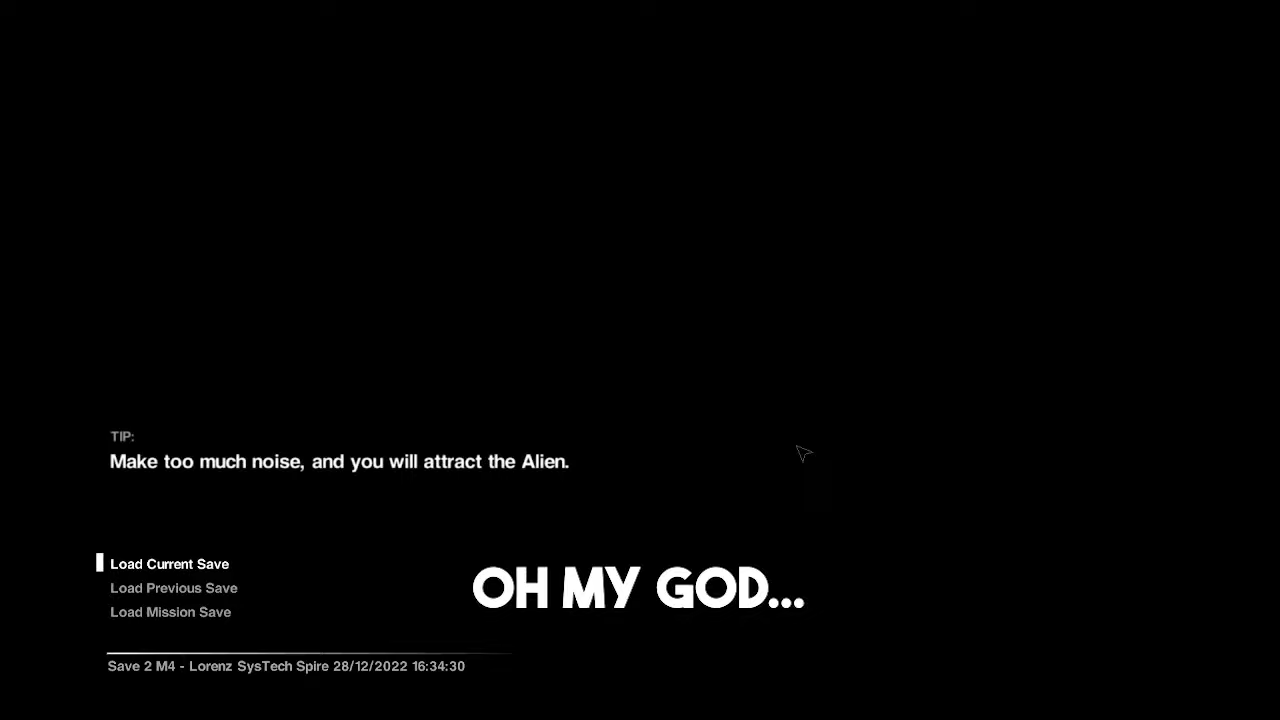 TIP:
Make too much noise, and you will attract the Alien.
Load Current Save
OH MY GOD...
Load Previous Save
Load Mission Save
Save 2 M4 - Lorenz SysTech Spire 28/12/2022 16:34:30